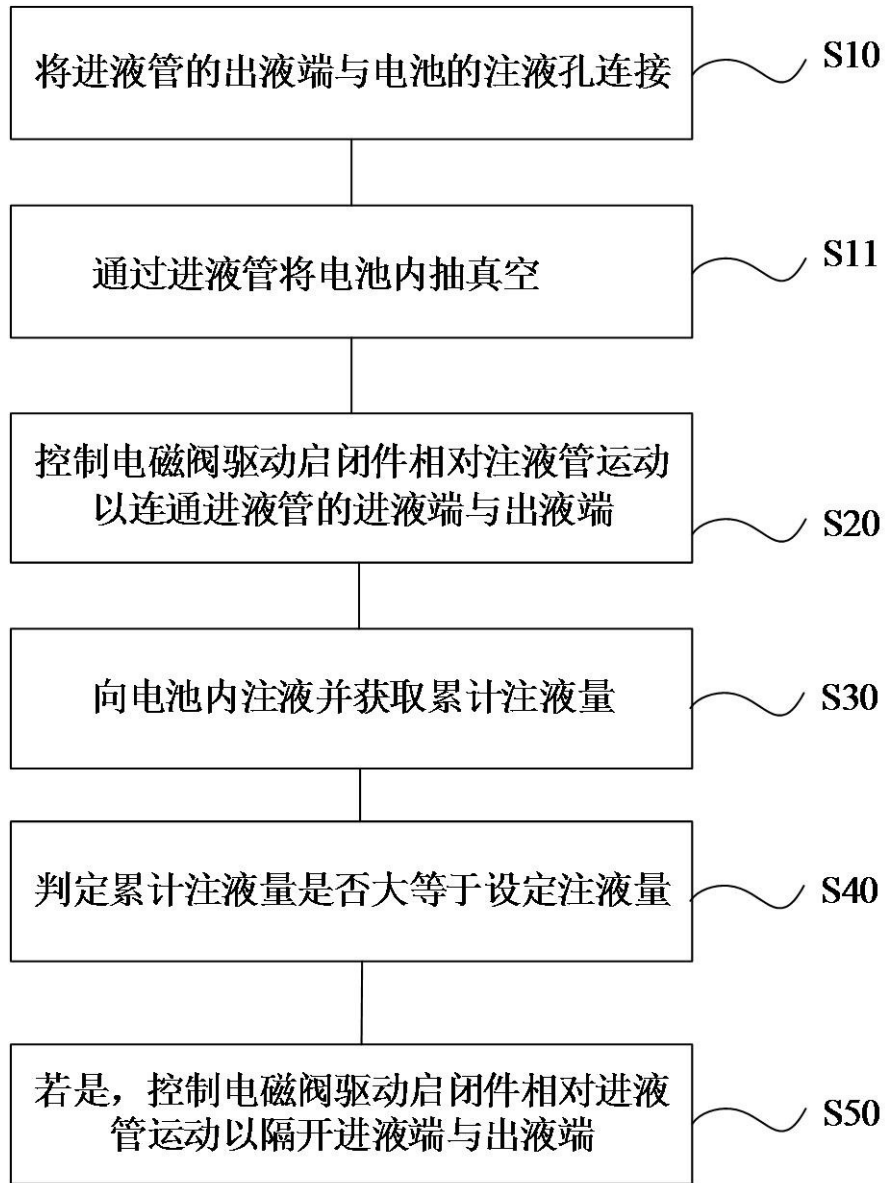 将进液管的出液端与电池的注液孔连接
S10
通过进液管将电池内抽真空
S11
控制电磁阀驱动启闭件相对注液管运动
以连通进液管的进液端与出液端
S20
向电池内注液并获取累计注液量
S30
判定累计注液量是否大等于设定注液量
S40
若是，控制电磁阀驱动启闭件相对进液
管运动以隔开进液端与出液端
S50